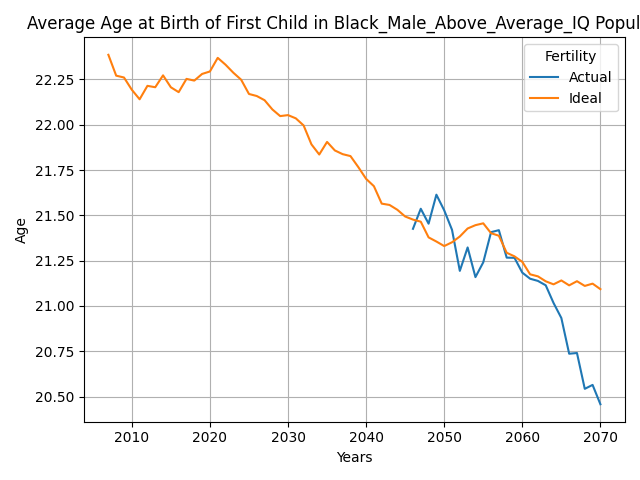 Average Age at Birth of First Child in Black_Male_Above_Average_IQ Popul
Fertility
Actual
Ideal
22.25
22.00
21.75
21.50
21.25
21.00
20.75
20.50
Age
2010 2020 2030 2040 2050 2060 2070
Years